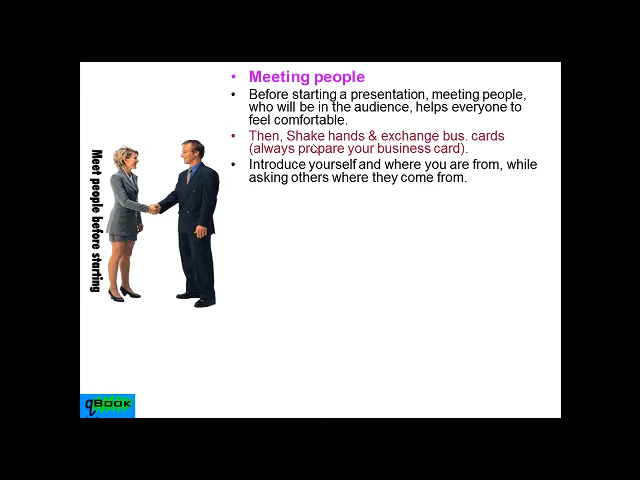 • Meeting people
• Before starting a presentation, meeting people,
who will be in the audience, helps everyone to
feel comfortable.
• Then, Shake hands & exchange bus. cards
(always prepare your business card).
• Introduce yourself and where you are from, while
asking others where they come from.
Meet people before starting
qBOOK